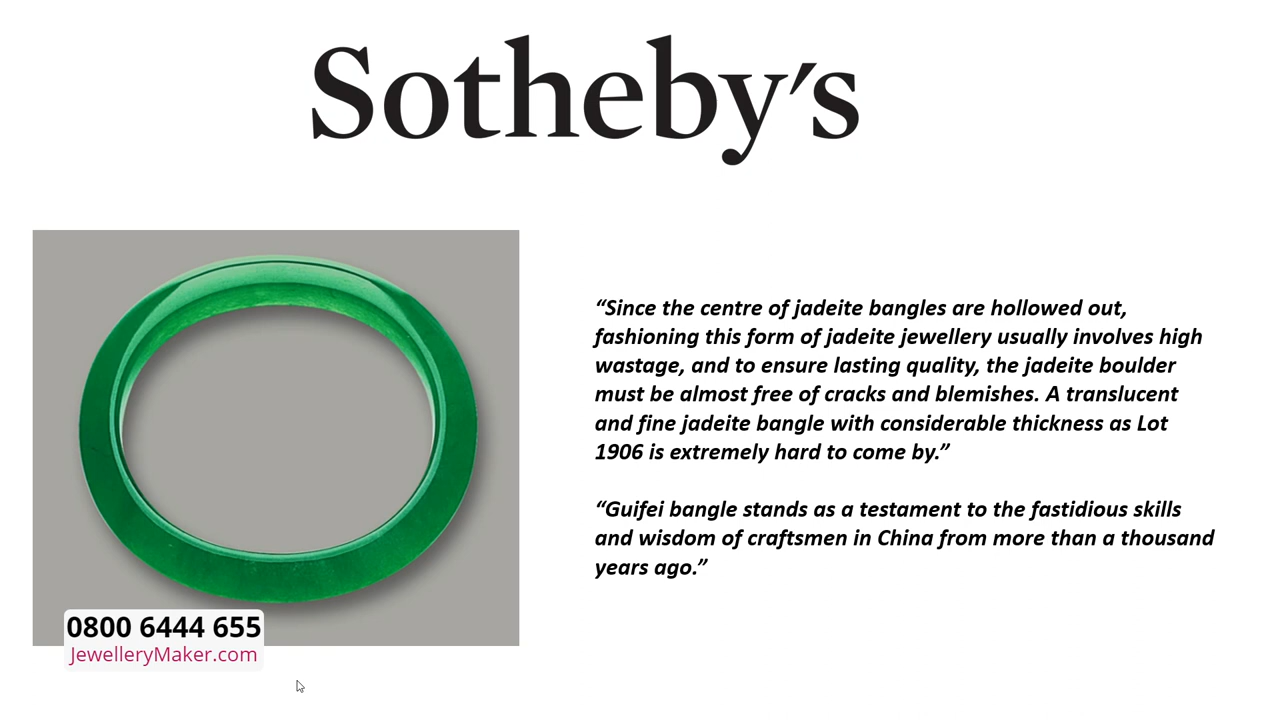 Sotheby's
“Since the centre of jadeite bangles are hollowed out,
fashioning this form of jadeite jewellery usually involves high
wastage, and to ensure lasting quality, the jadeite boulder
must be almost free of cracks and blemishes. A translucent
and fine jadeite bangle with considerable thickness as Lot
1906 is extremely hard to come by.”
“Guifei bangle stands as a testament to the fastidious skills
and wisdom of craftsmen in China from more than a thousand
years ago.”
0800 6444 655
JewelleryMaker.com